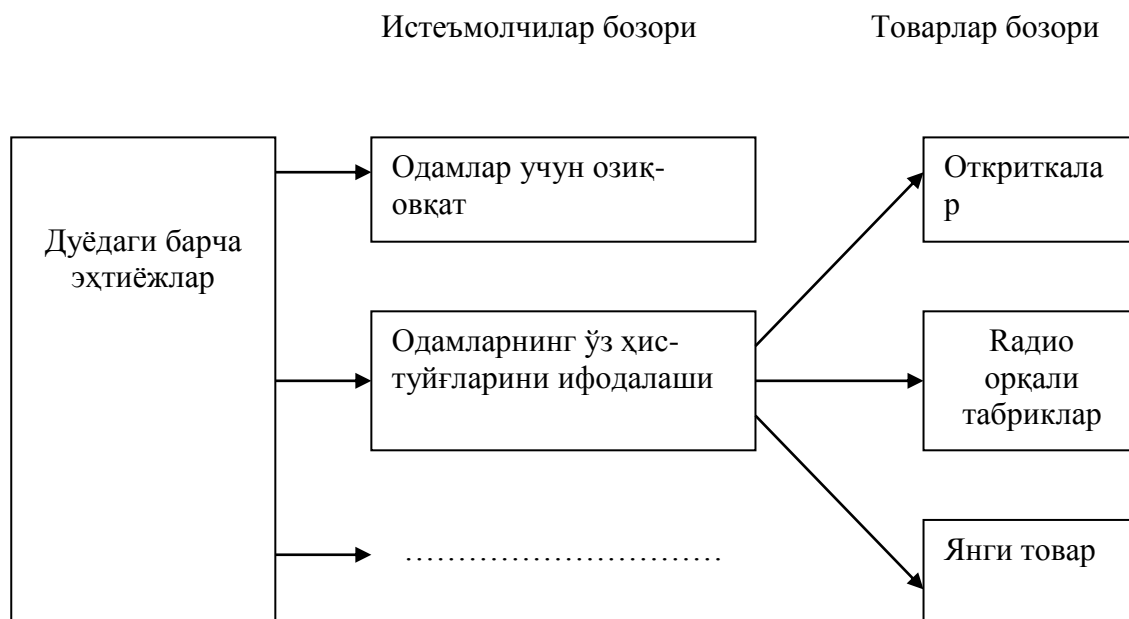 Истеъмолчилар бозори
Товарлар бозори
Дуёдаги барча
эҳтиёжлар
Одамлар учун озиқ-
овқат
Одамларнинг ўз ҳис-
туйғларини ифодалаши
................................
Откриткала
р
Rадио
орқали
табриклар
Янги товар